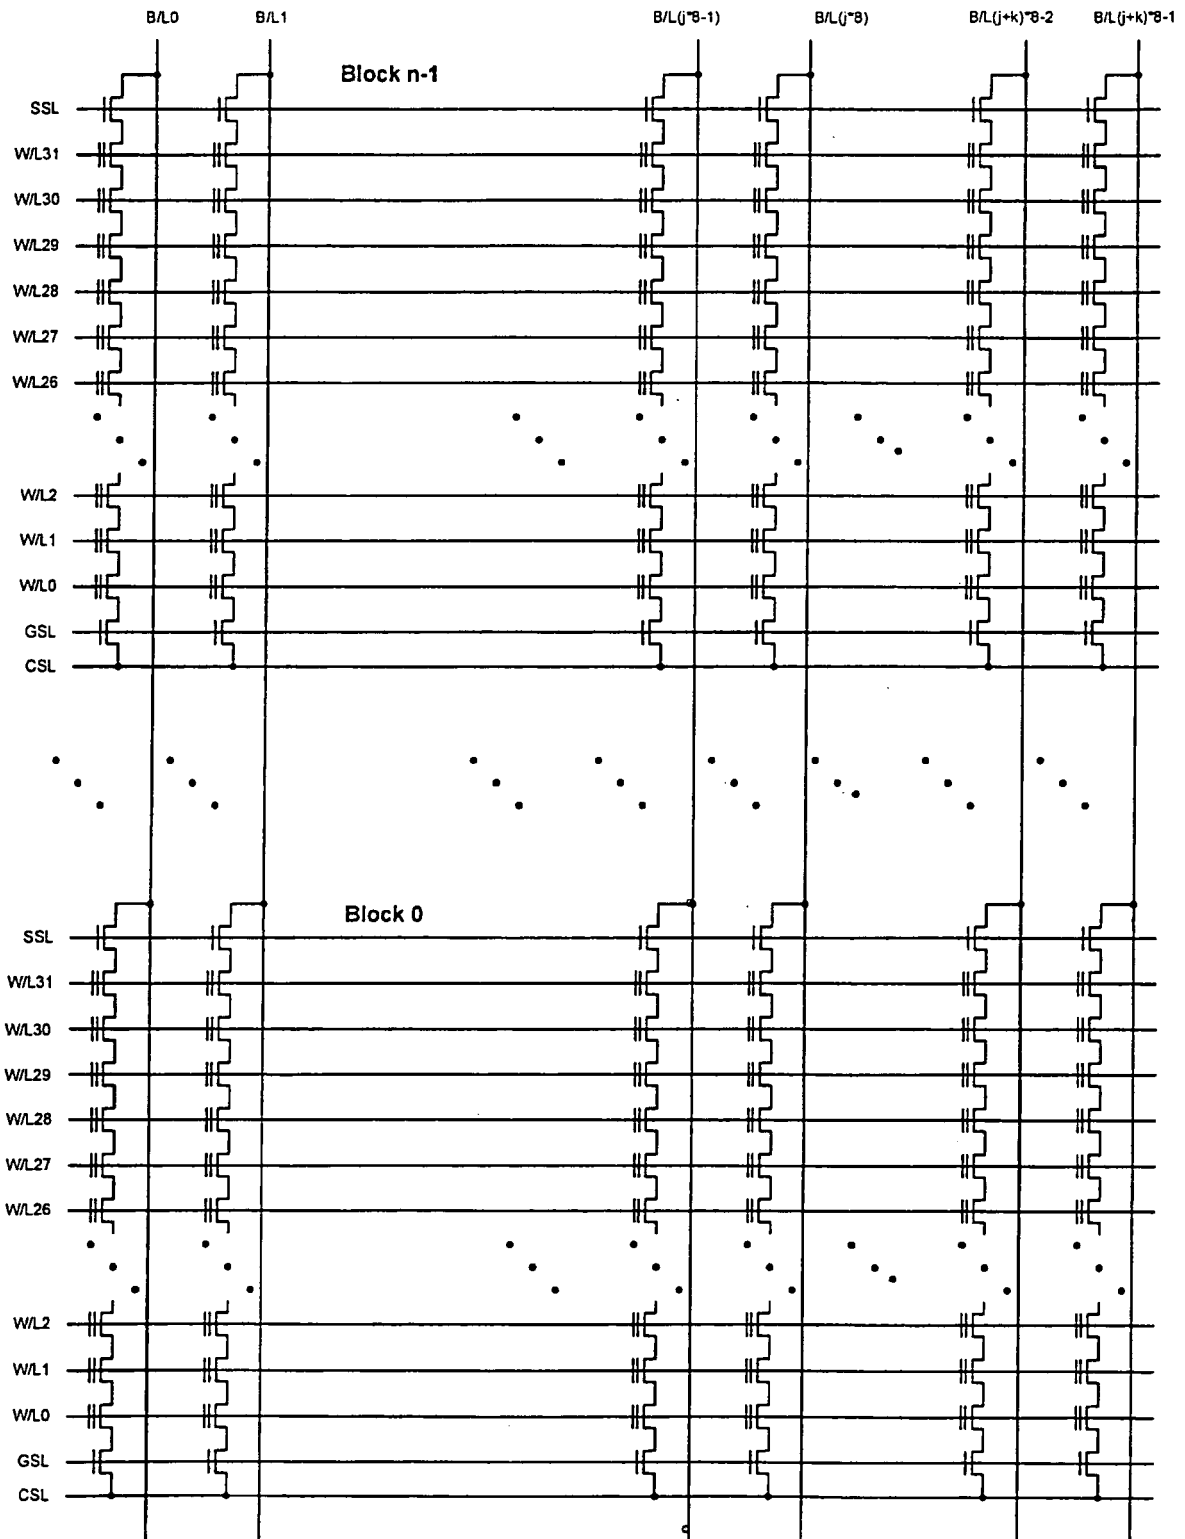 B/L0 B/L1 B/L(j*8-1) B/L(j*8) B/L(j+k)*8-2 B/L(j+k)*8-1
Block n-1
SSL
W/L31
W/L30
W/L29
W/L28
W/L27
W/L26
W/L2
W/L1
W/L0
GSL
CSL
Block 0
SSL
W/L31
W/L30
W/L29
W/L28
W/L27
W/L26
W/L2
W/L1
W/L0
GSL
CSL